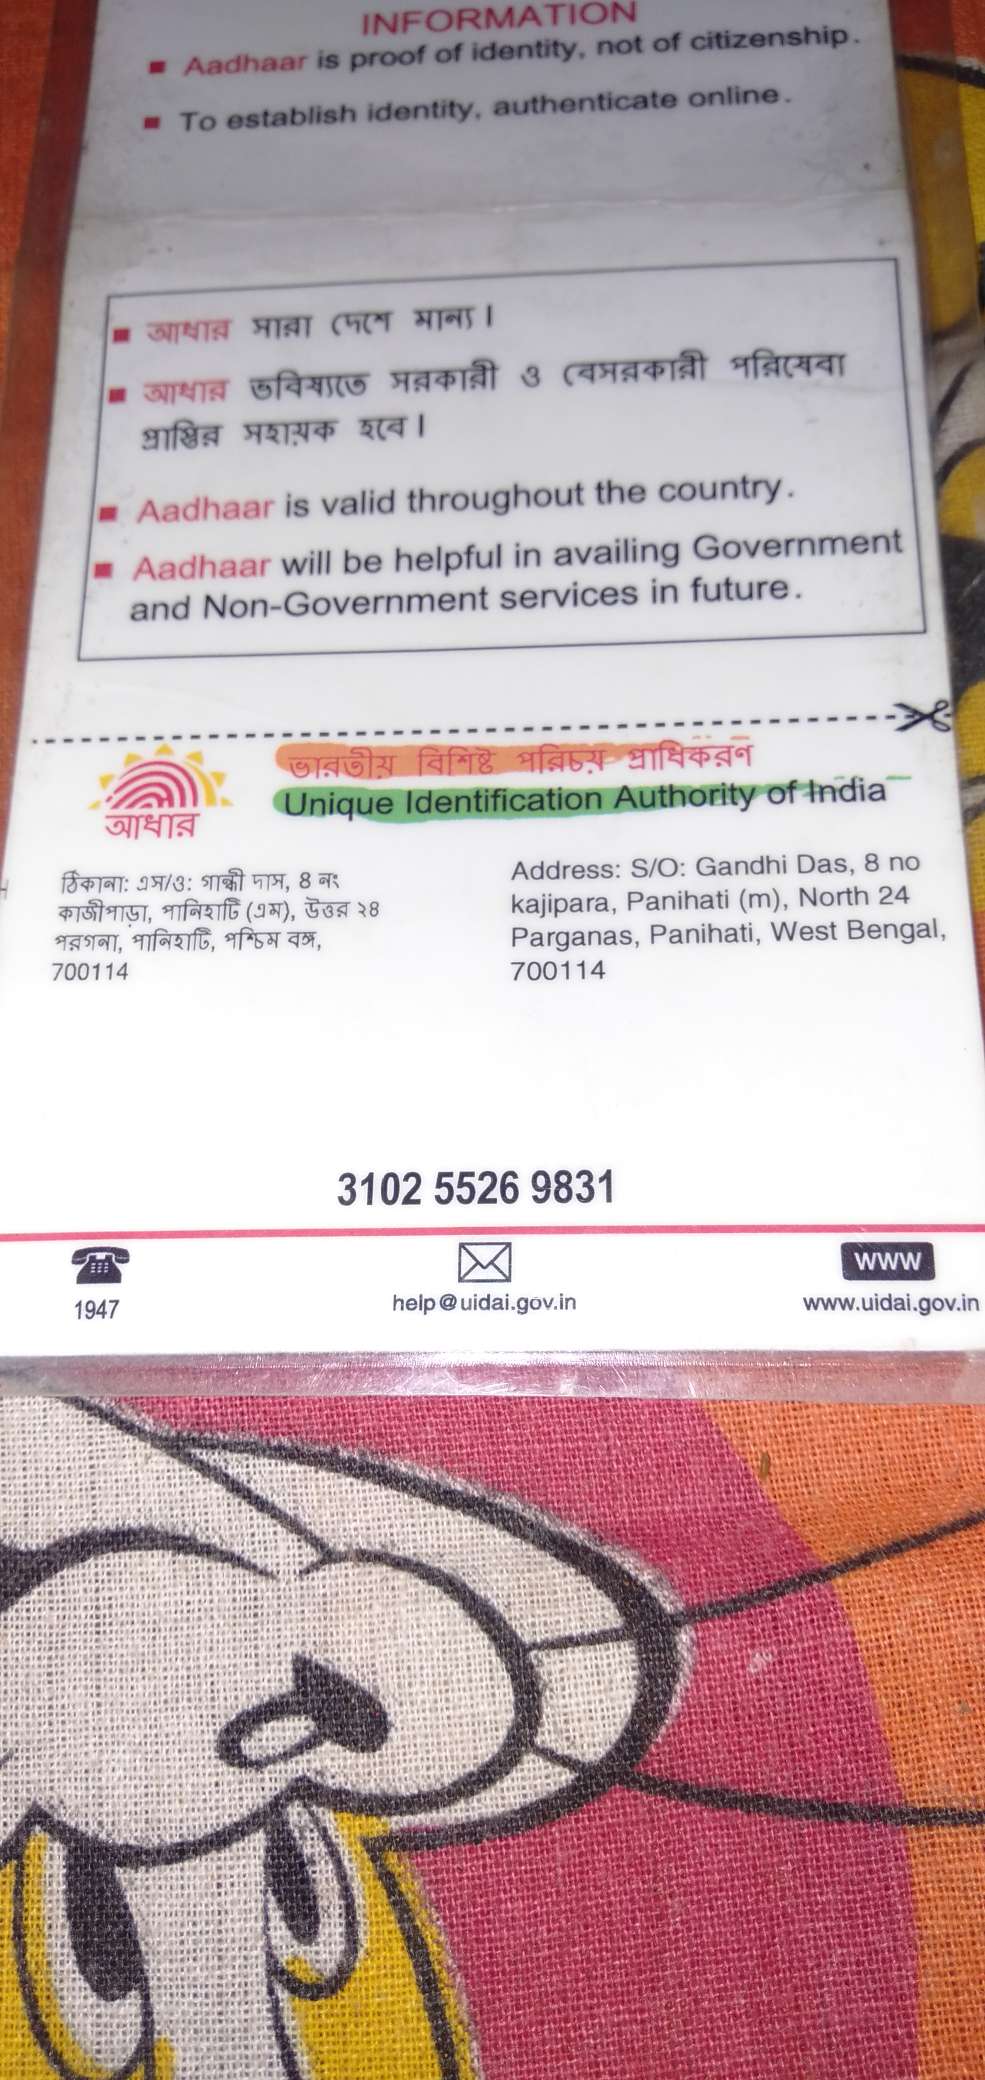 INFORMATION
Aadhaar is proof of identity, not of citizenship.
To establish identity, authenticate online.
আধার সারা দেশে মান্য।
আধার ভবিষ্যতে সরকারী ও বেসরকারী পরিষেবা
প্রাপ্তির সহায়ক হবে।
Aadhaar is valid throughout the country.
Aadhaar will be helpful in availing Government
and Non-Government services in future.
ভারতীয় বিশিষ্ট পরিচয় প্রাধিকরণ
Unique Identification Authority of India
আধার
ঠিকানা: এস/ও: গান্ধী দাস, 8 নং
কাজীপাড়া, পানিহাটি (এম), উত্তর ২৪
পরগনা, পানিহাটি, পশ্চিম বঙ্গ,
700114
Address: S/O: Gandhi Das, 8 no
kajipara, Panihati (m), North 24
Parganas, Panihati, West Bengal,
700114
3102 5526 9831
1947
help@uidai.gov.in
www
www.uidai.gov.in